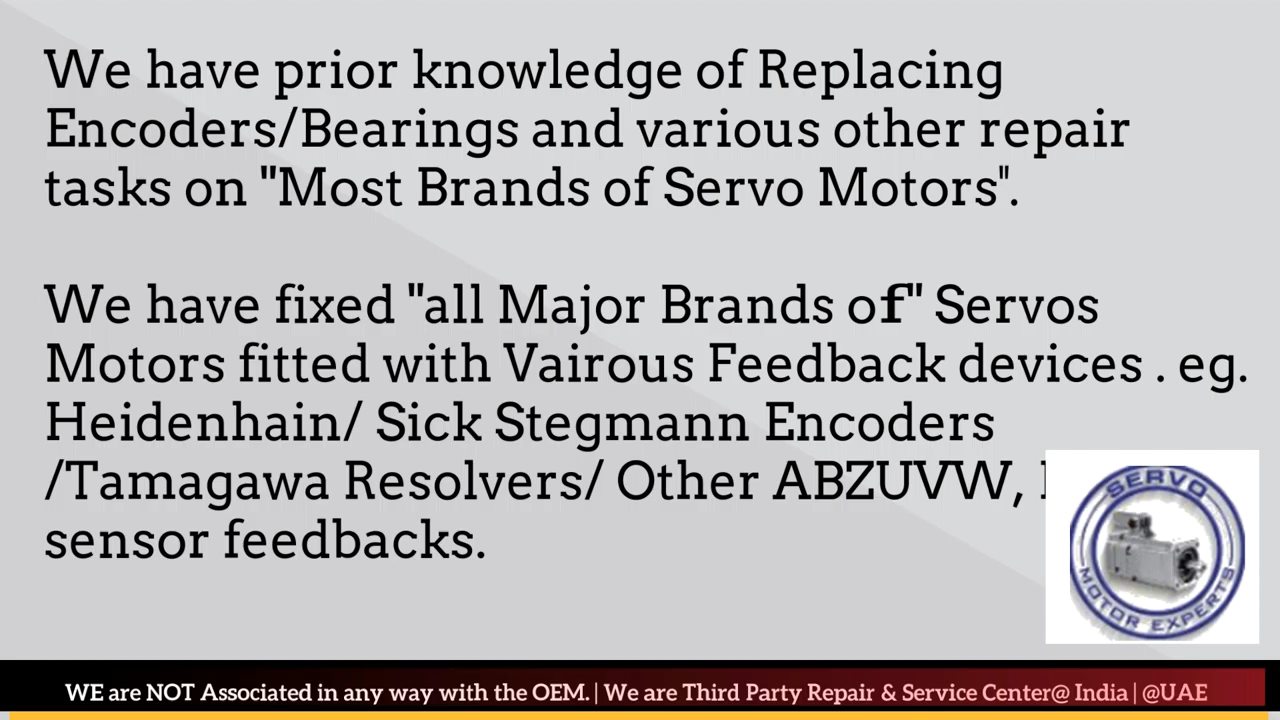 We have prior knowledge of Replacing
Encoders/Bearings and various other repair
tasks on "Most Brands of Servo Motors".
We have fixed "all Major Brands of" Servos
Motors fitted with Vairous Feedback devices . eg.
Heidenhain/ Sick Stegmann Encoders
/Tamagawa Resolvers/ Other ABZUVW,
sensor feedbacks.
SERVO
MOTOR EXPERTS
WE are NOT Associated in any way with the OEM. | We are Third Party Repair & Service Center@ India | @UAE